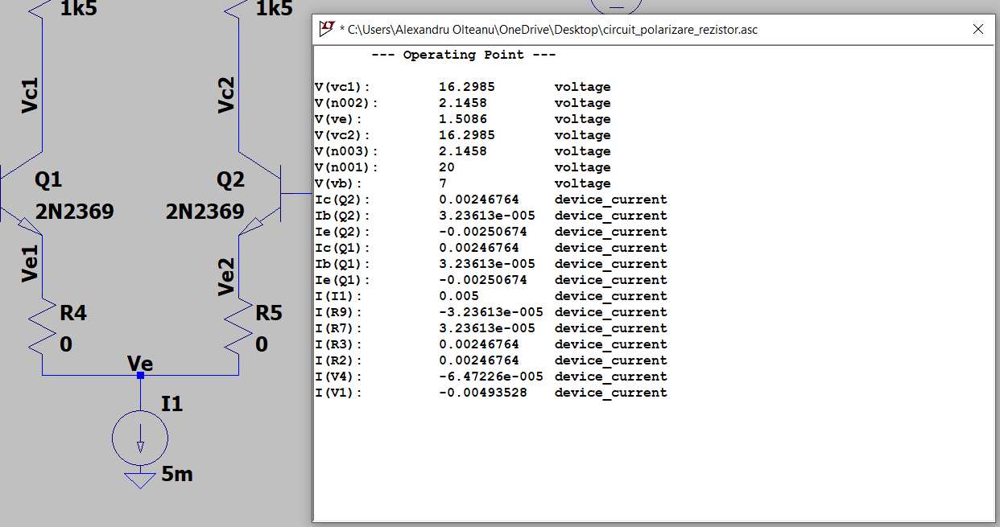 1k5
1k5
Vc1
Vc2
Q1
2N2369
Q2
2N2369
Ve1
Ve2
R4
0
R5
0
Ve
I1
5m
* C:\Users\Alexandru Olteanu\OneDrive\Desktop\circuit_polarizare_rezistor.asc
--- Operating Point ---
V(vc1): 16.2985 voltage
V(n002): 2.1458 voltage
V(ve): 1.5086 voltage
V(vc2): 16.2985 voltage
V(n003): 2.1458 voltage
V(n001): 20 voltage
V(vb): 7 voltage
Ic(Q2): 0.00246764 device_current
Ib(Q2): 3.23613e-005 device_current
Ie(Q2): -0.00250674 device_current
Ic(Q1): 0.00246764 device_current
Ib(Q1): 3.23613e-005 device_current
Ie(Q1): -0.00250674 device_current
I(I1): 0.005 device_current
I(R9): -3.23613e-005 device_current
I(R7): 3.23613e-005 device_current
I(R3): 0.00246764 device_current
I(R2): 0.00246764 device_current
I(V4): -6.47226e-005 device_current
I(V1): -0.00493528 device_current